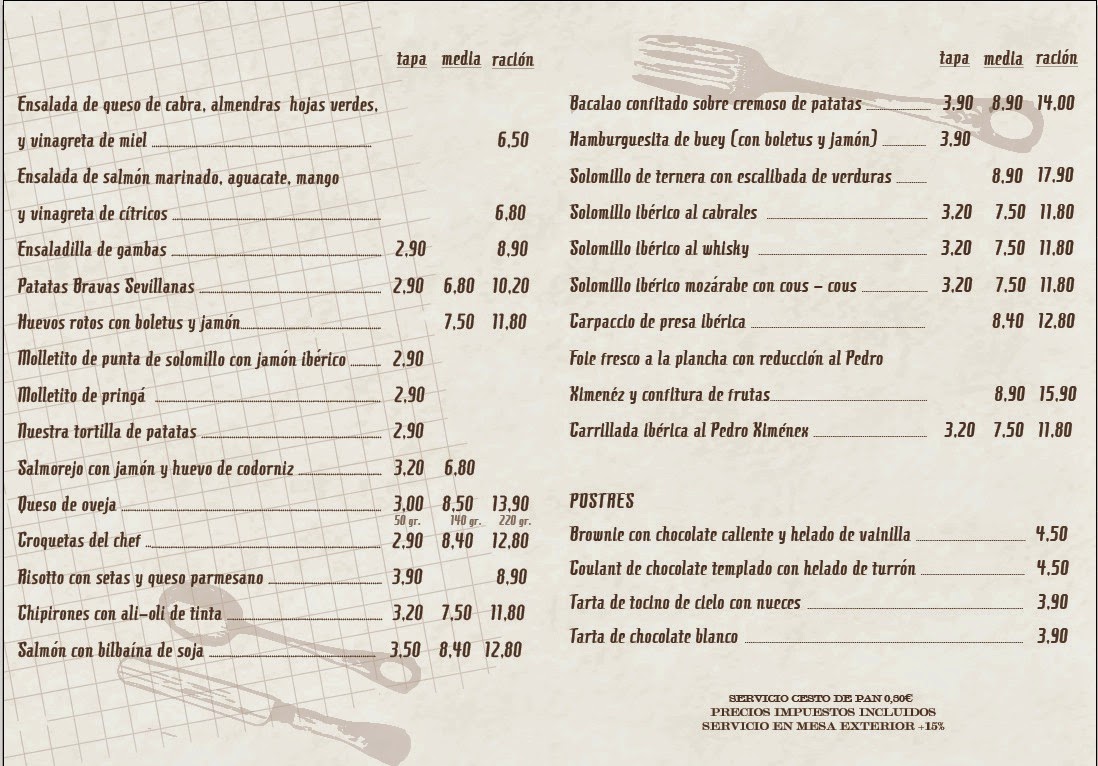 tapa media ración
Ensalada de queso de cabra, almendras hojas verdes,
y vinagreta de miel 6,50
Ensalada de salmón marinado, aguacate, mango
y vinagreta de cítricos 6,80
Ensaladilla de gambas 2,90 8,90
Patatas Bravas Sevillanas 2,90 6,80 10,20
Huevos rotos con boletus y jamón 7,50 11,80
Molletito de punta de solomillo con jamón ibérico 2,90
Molletito de pringá 2,90
Nuestra tortilla de patatas 2,90
Salmorejo con jamón y huevo de codorniz 3,20 6,80
Queso de oveja 3,00 8,50 13,90
50 gr. 140 gr. 220 gr.
Croquetas del chef 2,90 8,40 12,80
Risotto con setas y queso parmesano 3,90 8,90
Chipirones con ali-oli de tinta 3,20 7,50 11,80
Salmón con bilbaína de soja 3,50 8,40 12,80
tapa media ración
Bacalao confitado sobre cremoso de patatas 3,90 8,90 14,00
Hamburguesita de buey (con boletus y jamón) 3,90
Solomillo de ternera con escalibada de verduras 8,90 17,90
Solomillo ibérico al cabrales 3,20 7,50 11,80
Solomillo ibérico al whisky 3,20 7,50 11,80
Solomillo ibérico mozárabe con cous - cous 3,20 7,50 11,80
Carpaccio de presa ibérica 8,40 12,80
Foie fresco a la plancha con reducción al Pedro
Ximenéz y confitura de frutas 8,90 15,90
Carrillada ibérica al Pedro Ximénex 3,20 7,50 11,80
POSTRES
Brownie con chocolate caliente y helado de vainilla 4,50
Coulant de chocolate templado con helado de turrón 4,50
Tarta de tocino de cielo con nueces 3,90
Tarta de chocolate blanco 3,90
SERVICIO CESTO DE PAN 0,80€
PRECIOS IMPUESTOS INCLUIDOS
SERVICIO EN MESA EXTERIOR +15%